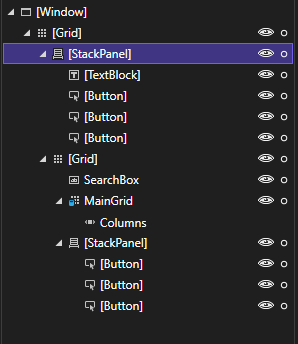 [Window]
[Grid]
[StackPanel]
[TextBlock]
[Button]
[Button]
[Button]
[Grid]
SearchBox
MainGrid
Columns
[StackPanel]
[Button]
[Button]
[Button]